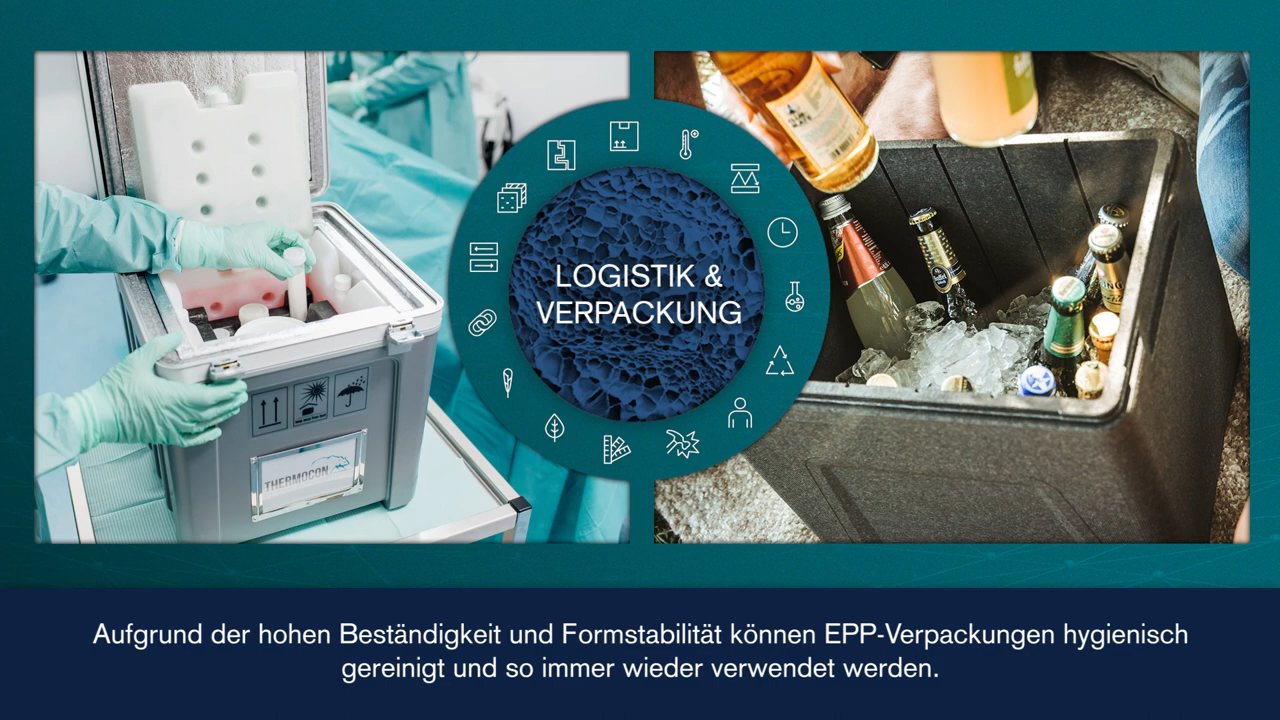 LOGISTIK &
VERPACKUNG
THERMOCON
Aufgrund der hohen Beständigkeit und Formstabilität können EPP-Verpackungen hygienisch
gereinigt und so immer wieder verwendet werden.